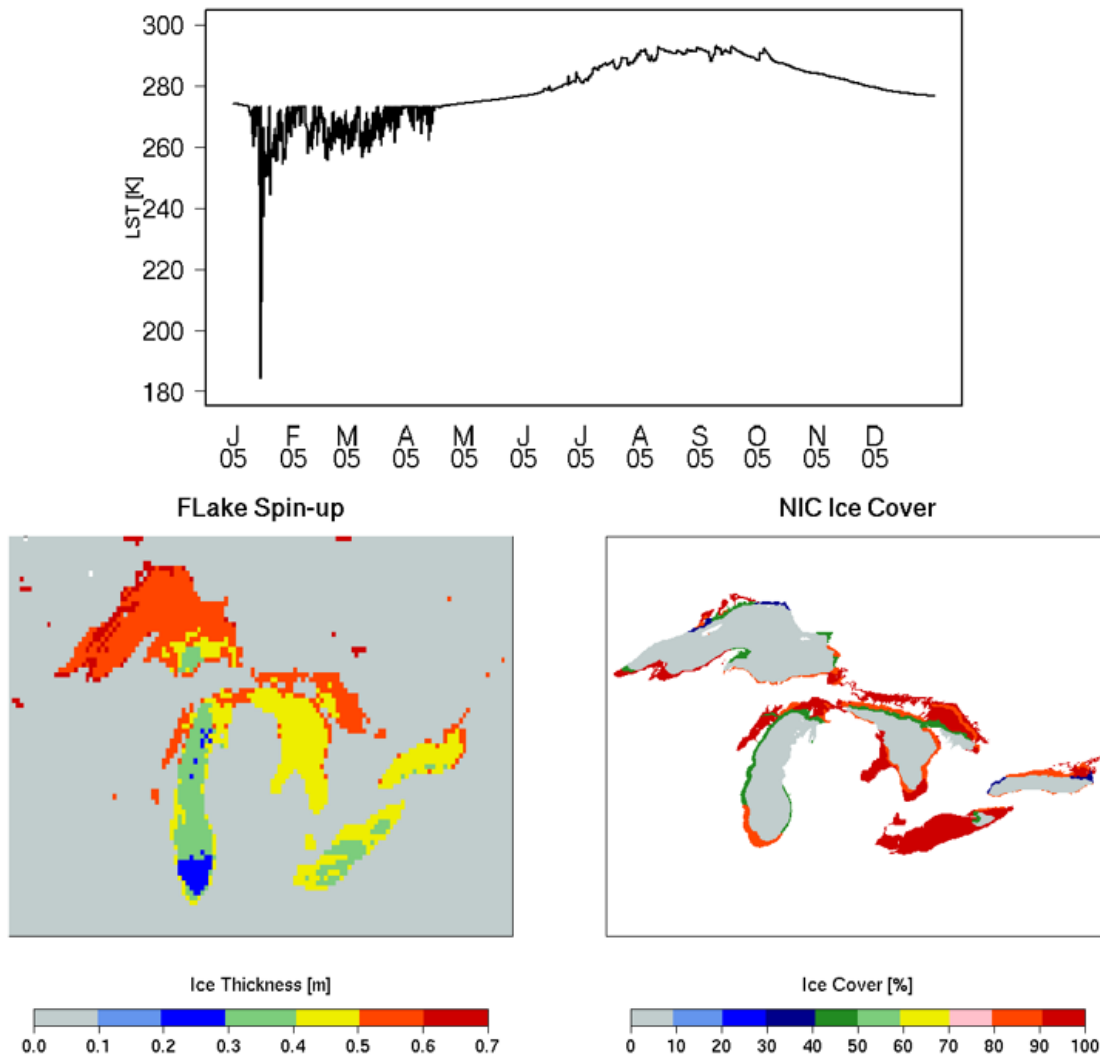 300
280
260
240
220
200
180
LST [K]
J F M A M J J A S O N D
05 05 05 05 05 05 05 05 05 05 05 05
FLake Spin-up
NIC Ice Cover
Ice Thickness [m]
0.0 0.1 0.2 0.3 0.4 0.5 0.6 0.7
Ice Cover [%]
0 10 20 30 40 50 60 70 80 90 100